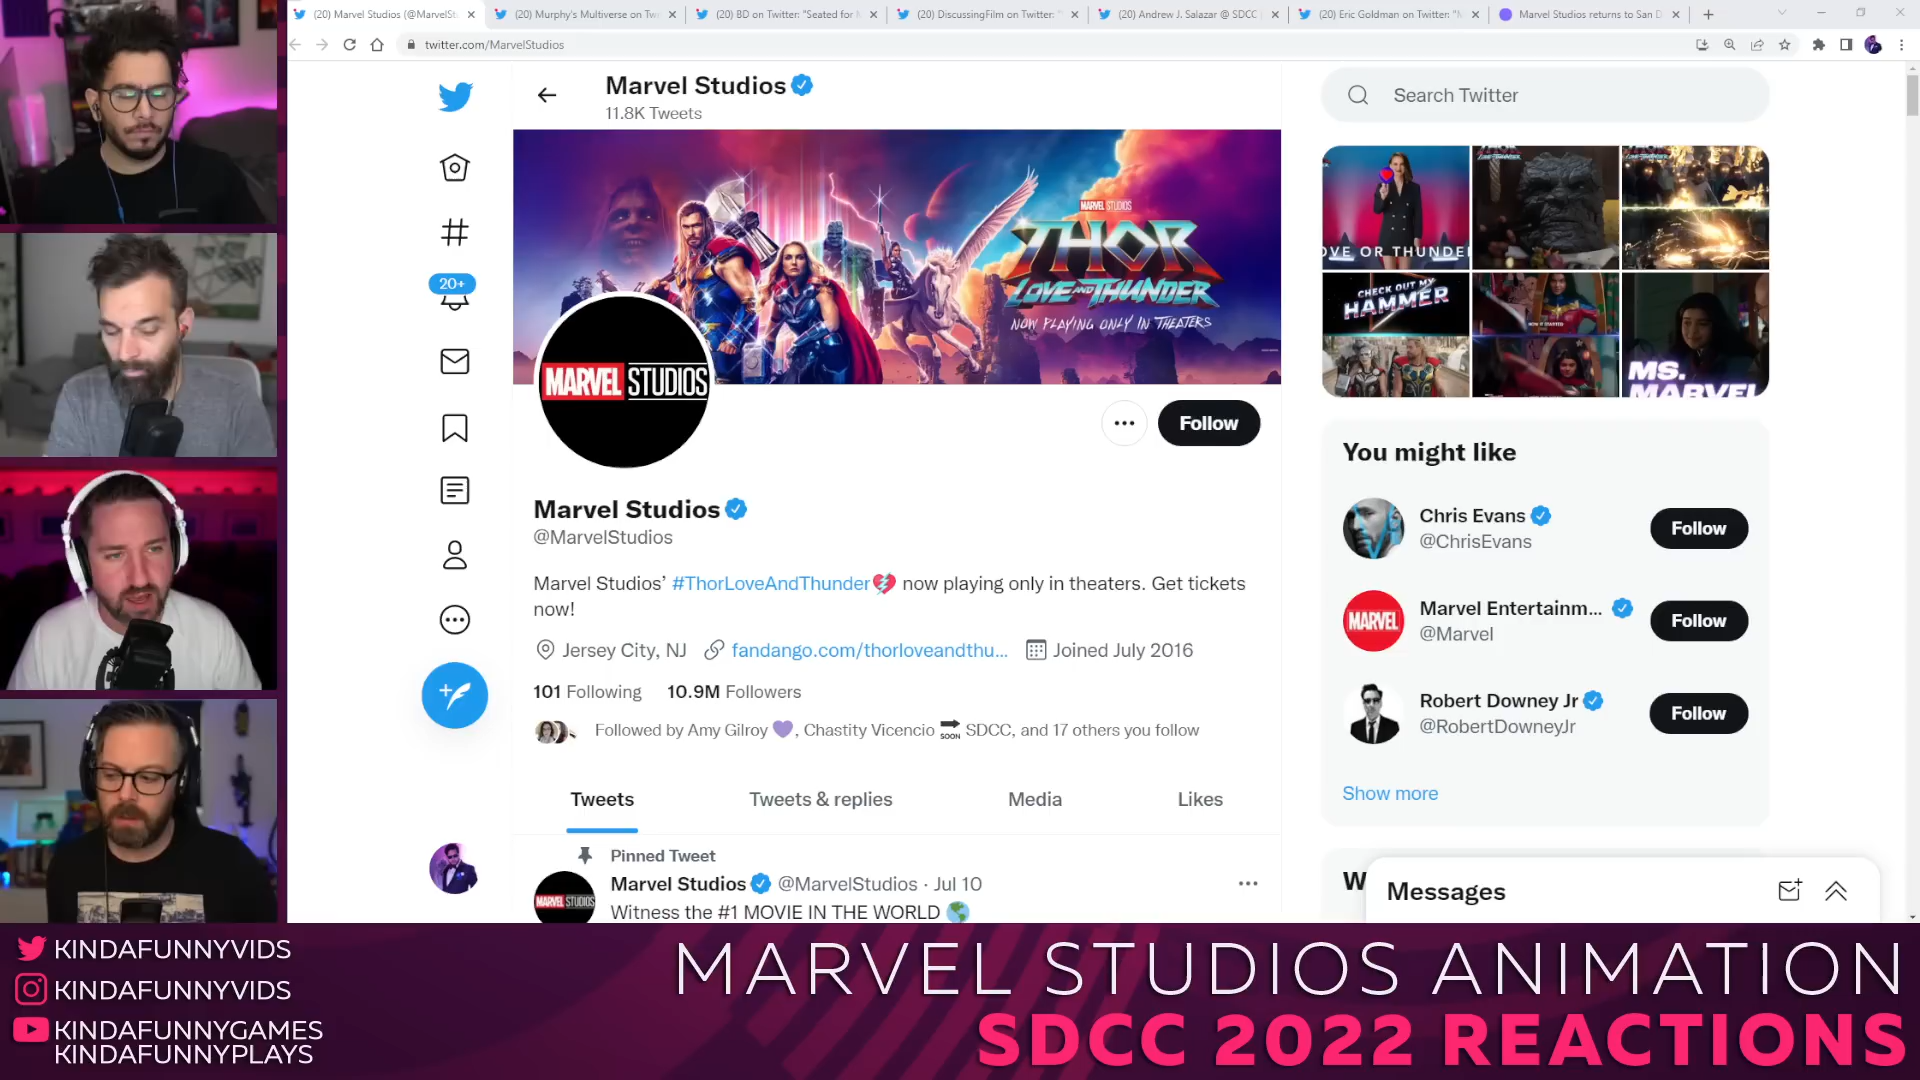 (20) Marvel Studios (@MarvelSt
(20) Murphy's Multiverse on Twe
(20) BD on Twitter: "Seated for M
(20) DiscussingFilm on Twitter: "
(20) Andrew J. Salazar @ SDCC
(20) Eric Goldman on Twitter: "M
Marvel Studios returns to San D
twitter.com/MarvelStudios
Marvel Studios
11.8K Tweets
Search Twitter
MARVEL STUDIOS
THOR
LOVE AND THUNDER
NOW PLAYING ONLY IN THEATERS
OVE OR THUNDE
CHECK OUT MY
HAMMER
MS.
MARVEL
20+
MARVEL STUDIOS
Follow
Marvel Studios
@MarvelStudios
Marvel Studios' #ThorLoveAndThunder now playing only in theaters. Get tickets
now!
Jersey City, NJ fandango.com/thorloveandthu... Joined July 2016
101 Following 10.9M Followers
Followed by Amy Gilroy 💜, Chastity Vicencio 🔜 SDCC, and 17 others you follow
Tweets Tweets & replies Media Likes
Pinned Tweet
Marvel Studios @MarvelStudios · Jul 10
MARVEL STUDIOS
Witness the #1 MOVIE IN THE WORLD 🌎
You might like
Chris Evans
@ChrisEvans
Follow
Marvel Entertainm...
@Marvel
MARVEL
Follow
Robert Downey Jr
@RobertDowneyJr
Follow
Show more
W
Messages
KINDAFUNNYVIDS
KINDAFUNNYVIDS
KINDAFUNNYGAMES
KINDAFUNNYPLAYS
MARVEL STUDIOS ANIMATION
SDCC 2022 REACTIONS